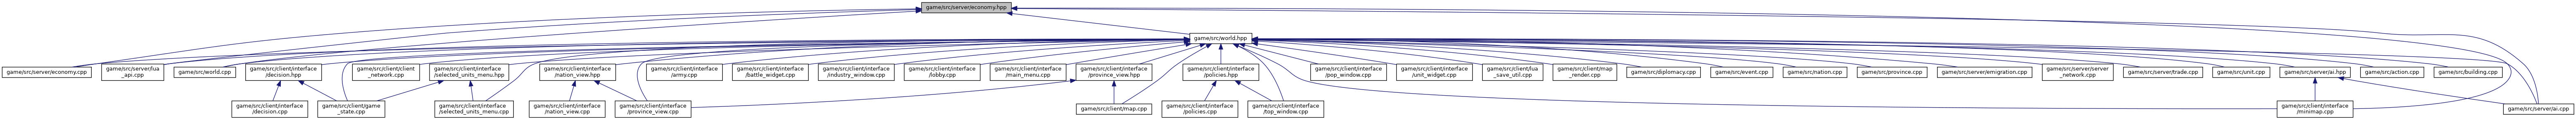 game/src/server/economy.hpp
game/src/world.hpp
game/src/server/economy.cpp
game/src/server/lua
_api.cpp
game/src/world.cpp
game/src/client/interface
/decision.hpp
game/src/client/client
_network.cpp
game/src/client/interface
/selected_units_menu.hpp
game/src/client/interface
/nation_view.hpp
game/src/client/interface
/army.cpp
game/src/client/interface
/battle_widget.cpp
game/src/client/interface
/industry_window.cpp
game/src/client/interface
/lobby.cpp
game/src/client/interface
/main_menu.cpp
game/src/client/interface
/province_view.hpp
game/src/client/interface
/policies.hpp
game/src/client/interface
/pop_window.cpp
game/src/client/interface
/unit_widget.cpp
game/src/client/lua
_save_util.cpp
game/src/client/map
_render.cpp
game/src/diplomacy.cpp
game/src/event.cpp
game/src/nation.cpp
game/src/province.cpp
game/src/server/emigration.cpp
game/src/server/server
_network.cpp
game/src/server/trade.cpp
game/src/unit.cpp
game/src/server/ai.hpp
game/src/action.cpp
game/src/building.cpp
game/src/client/interface
/decision.cpp
game/src/client/game
_state.cpp
game/src/client/interface
/selected_units_menu.cpp
game/src/client/interface
/nation_view.cpp
game/src/client/interface
/province_view.cpp
game/src/client/map.cpp
game/src/client/interface
/policies.cpp
game/src/client/interface
/top_window.cpp
game/src/client/interface
/minimap.cpp
game/src/server/ai.cpp